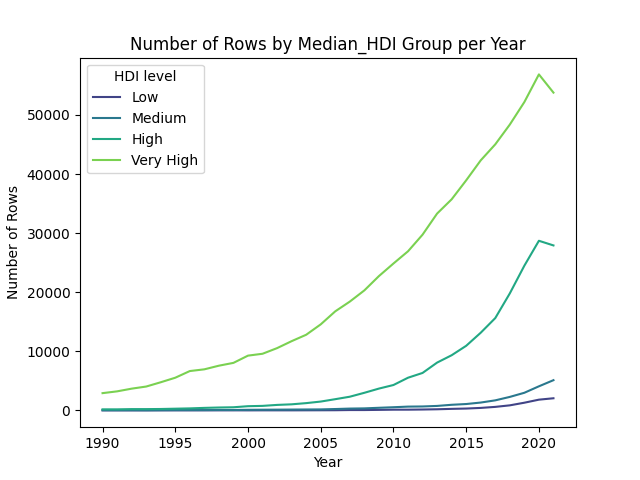 Number of Rows by Median_HDI Group per Year
HDI level
Low
Medium
High
Very High
Number of Rows
50000
40000
30000
20000
10000
0
1990 1995 2000 2005 2010 2015 2020
Year